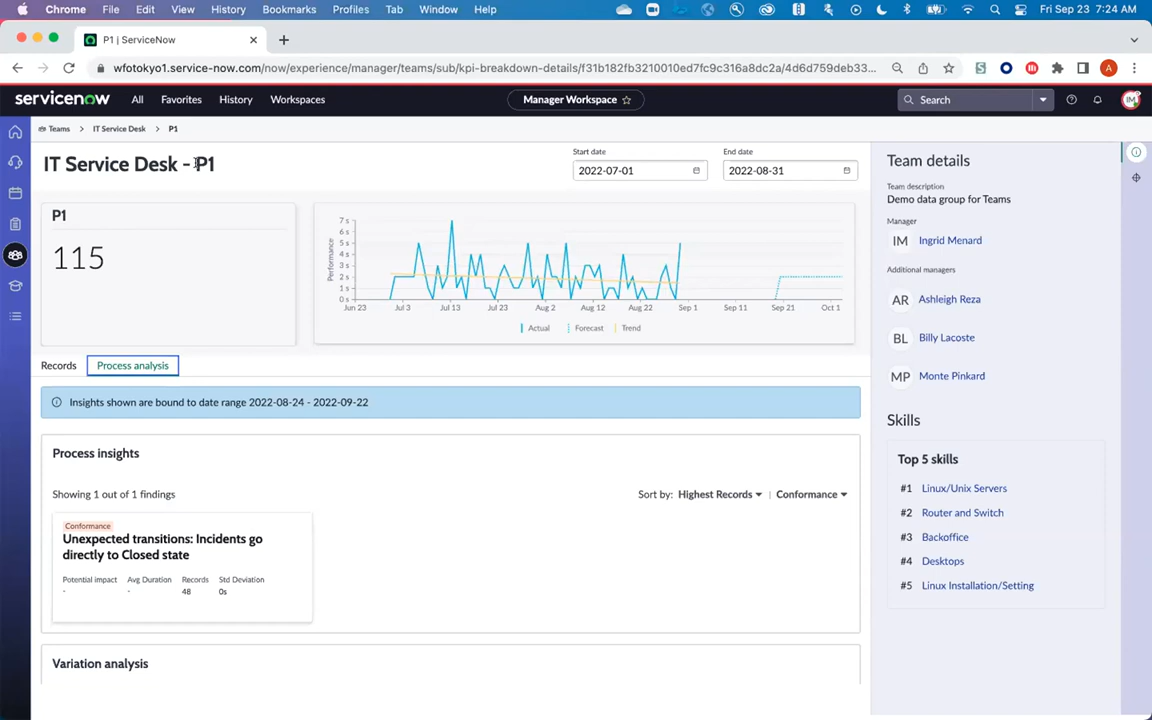 Chrome File Edit View History Bookmarks Profiles Tab Window Help Fri Sep 23 7:24 AM
P1 | ServiceNow
wfotokyo1.service-now.com/now/experience/manager/teams/sub/kpi-breakdown-details/f31b182fb3210010ed7fc9c316a8dc2a/4d6d759deb33...
servicenow All Favorites History Workspaces Manager Workspace Search IM
Teams > IT Service Desk > P1
IT Service Desk - P1
Start date End date
2022-07-01 2022-08-31
P1
115
Performance
7 s
6 s
5 s
4 s
3 s
2 s
1 s
0 s
Jun 23 Jul 3 Jul 13 Jul 23 Aug 2 Aug 12 Aug 22 Sep 1 Sep 11 Sep 21 Oct 1
Actual Forecast Trend
Records Process analysis
Insights shown are bound to date range 2022-08-24 - 2022-09-22
Process insights
Showing 1 out of 1 findings Sort by: Highest Records | Conformance
Conformance
Unexpected transitions: Incidents go
directly to Closed state
Potential impact Avg Duration Records Std Deviation
- - 48 0s
Variation analysis
Team details
Team description
Demo data group for Teams
Manager
IM Ingrid Menard
Additional managers
AR Ashleigh Reza
BL Billy Lacoste
MP Monte Pinkard
Skills
Top 5 skills
#1 Linux/Unix Servers
#2 Router and Switch
#3 Backoffice
#4 Desktops
#5 Linux Installation/Setting